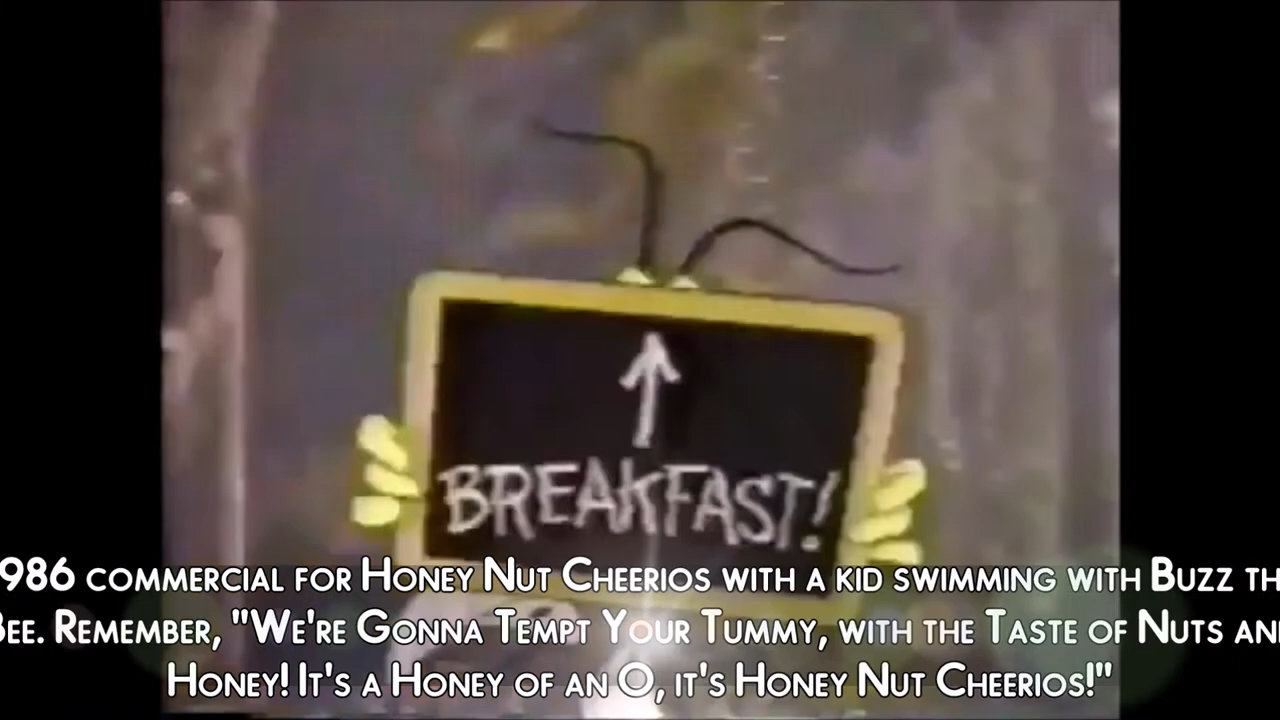 BREAKFAST!
986 COMMERCIAL FOR HONEY NUT CHEERIOS WITH A KID SWIMMING WITH BUZZ TH
BEE. REMEMBER, "WE'RE GONNA TEMPT YOUR TUMMY, WITH THE TASTE OF NUTS AN
HONEY! IT'S A HONEY OF AN O, IT'S HONEY NUT CHEERIOS!"